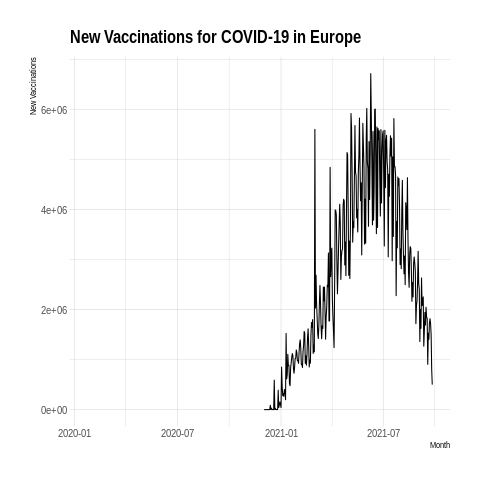 New Vaccinations for COVID-19 in Europe
New Vaccinations
6e+06
4e+06
2e+06
0e+00
2020-01 2020-07 2021-01 2021-07
Month